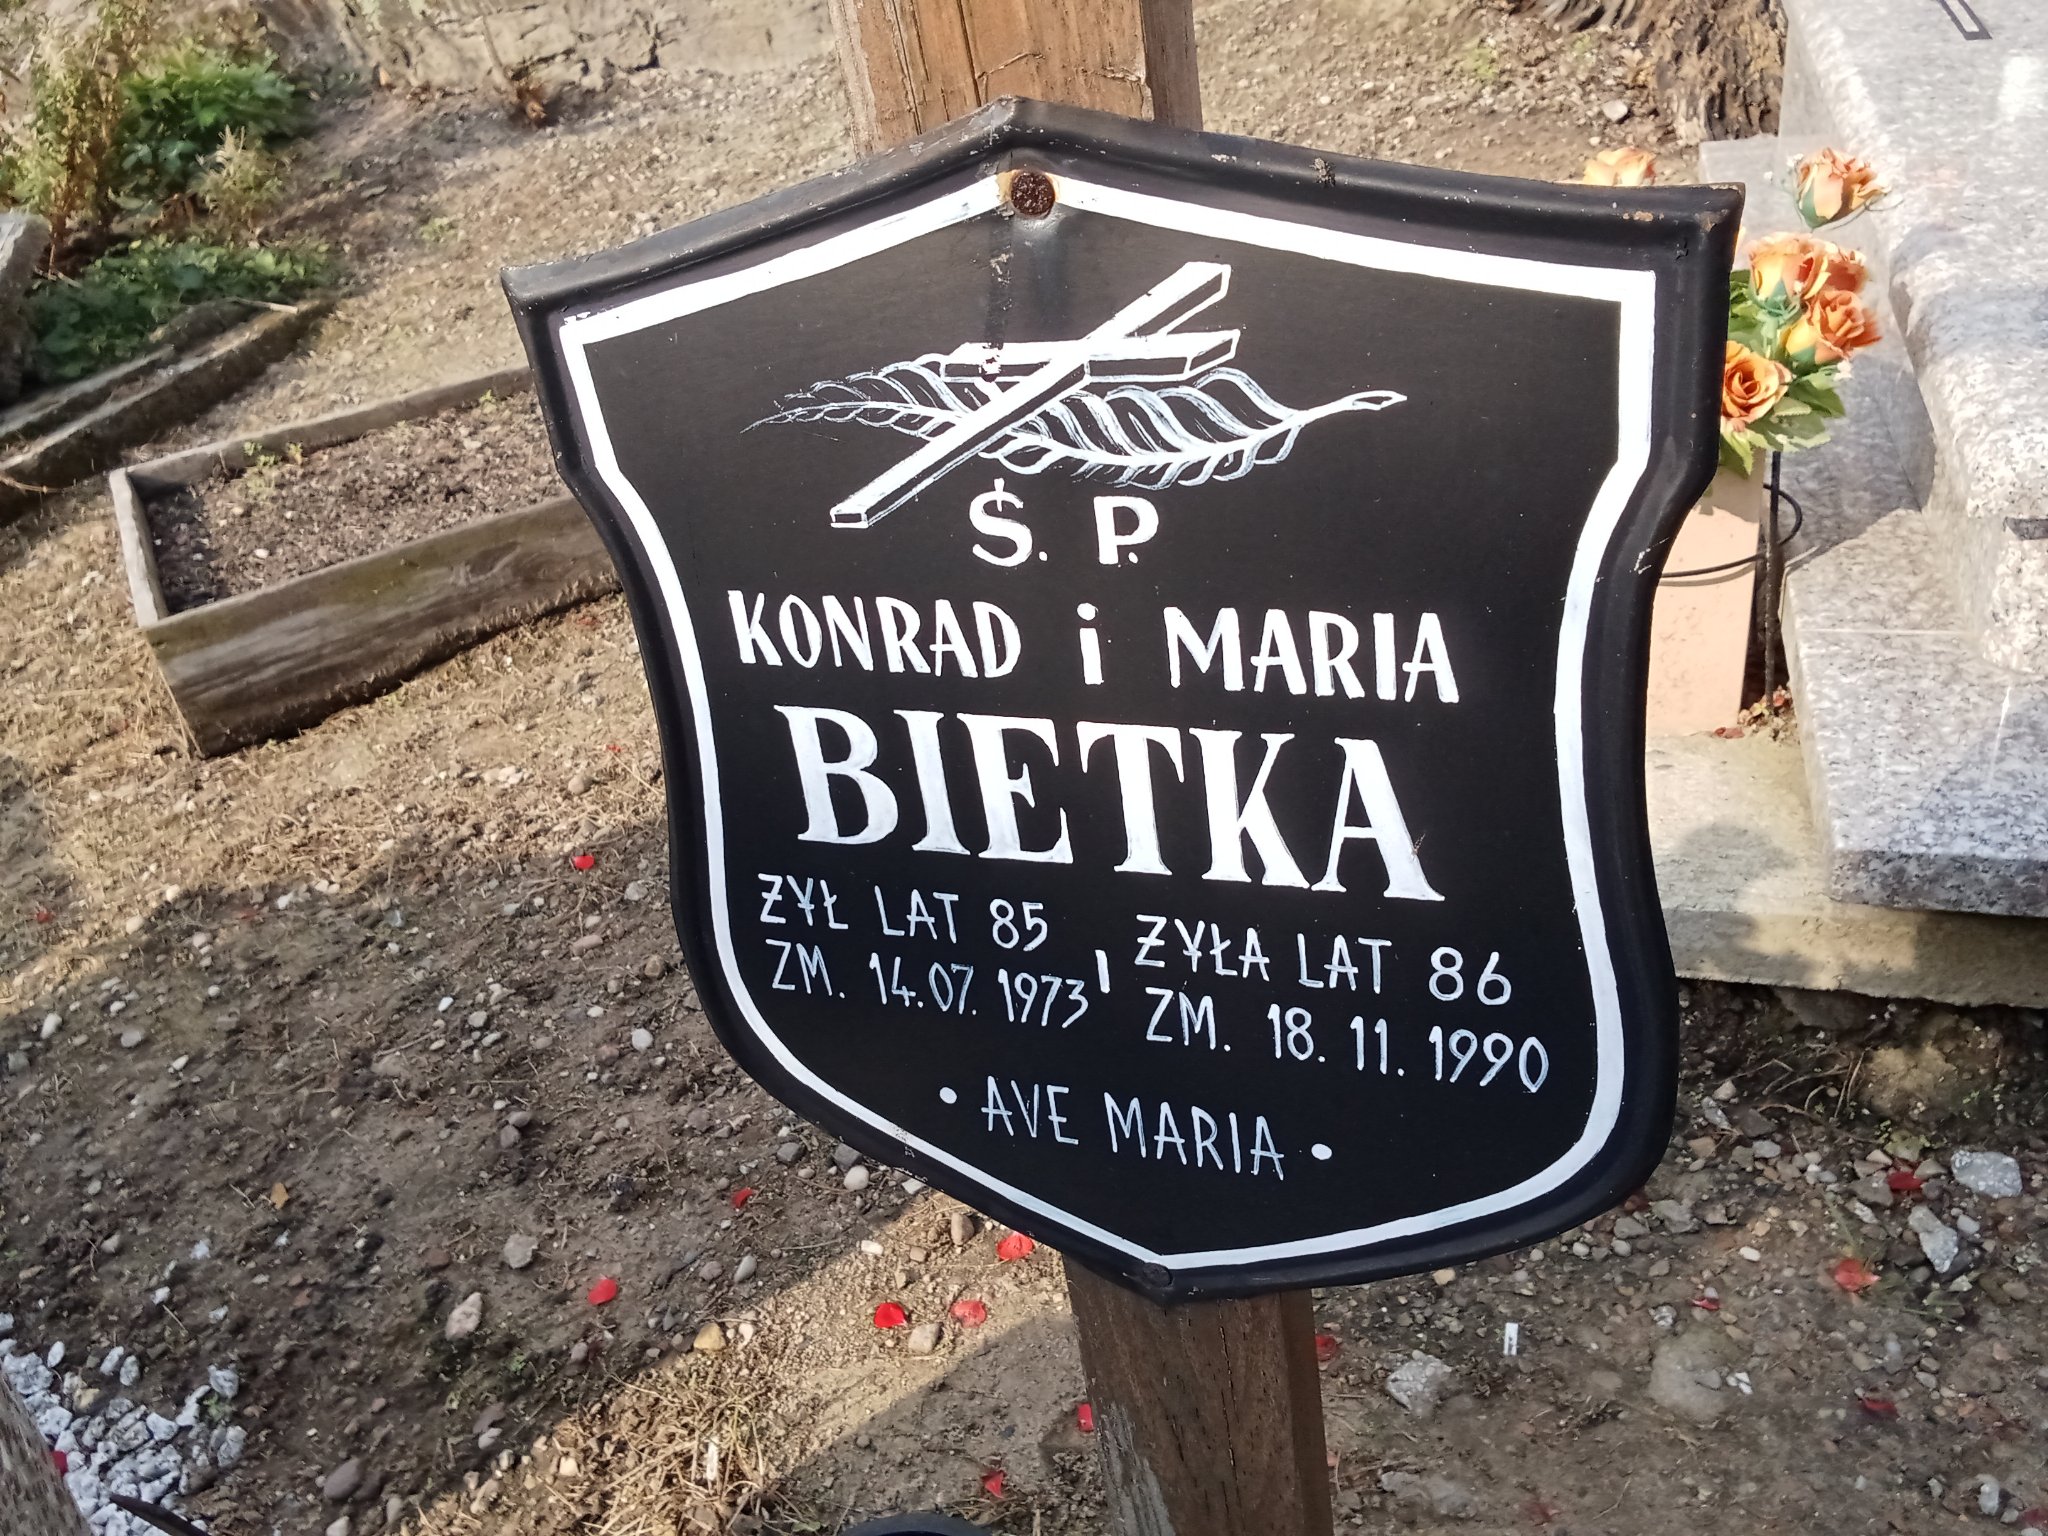 Ś. P.
KONRAD i MARIA
BIETKA
ŻYŁ LAT 85
ZM. 14.07. 1973
ŻYŁA LAT 86
ZM. 18. 11. 1990
• AVE MARIA •